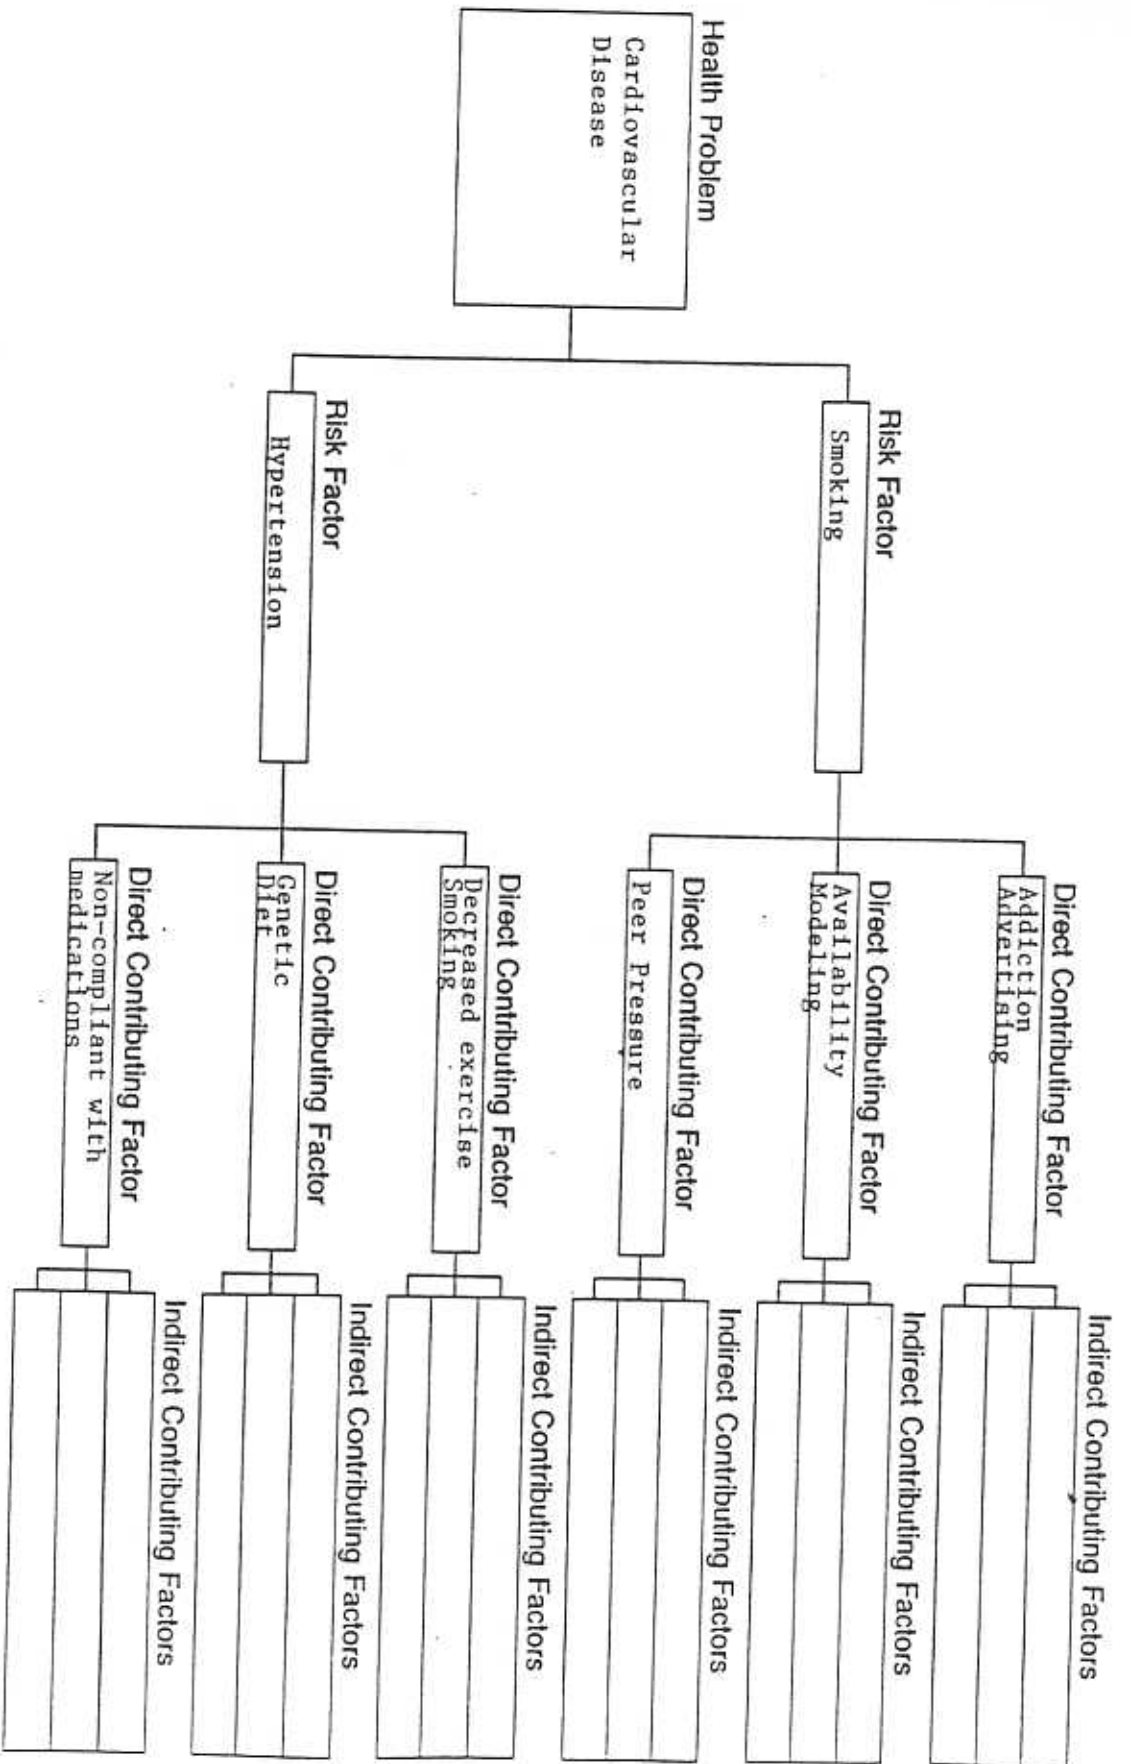 Health Problem
Cardiovascular
Disease
Risk Factor
Smoking
Direct Contributing Factor
Addiction
Advertising
Indirect Contributing Factors
Direct Contributing Factor
Availability
Modeling
Indirect Contributing Factors
Direct Contributing Factor
Peer Pressure
Indirect Contributing Factors
Risk Factor
Hypertension
Direct Contributing Factor
Decreased exercise
Smoking
Indirect Contributing Factors
Direct Contributing Factor
Genetic
Diet
Indirect Contributing Factors
Direct Contributing Factor
Non-compliant with
medications
Indirect Contributing Factors